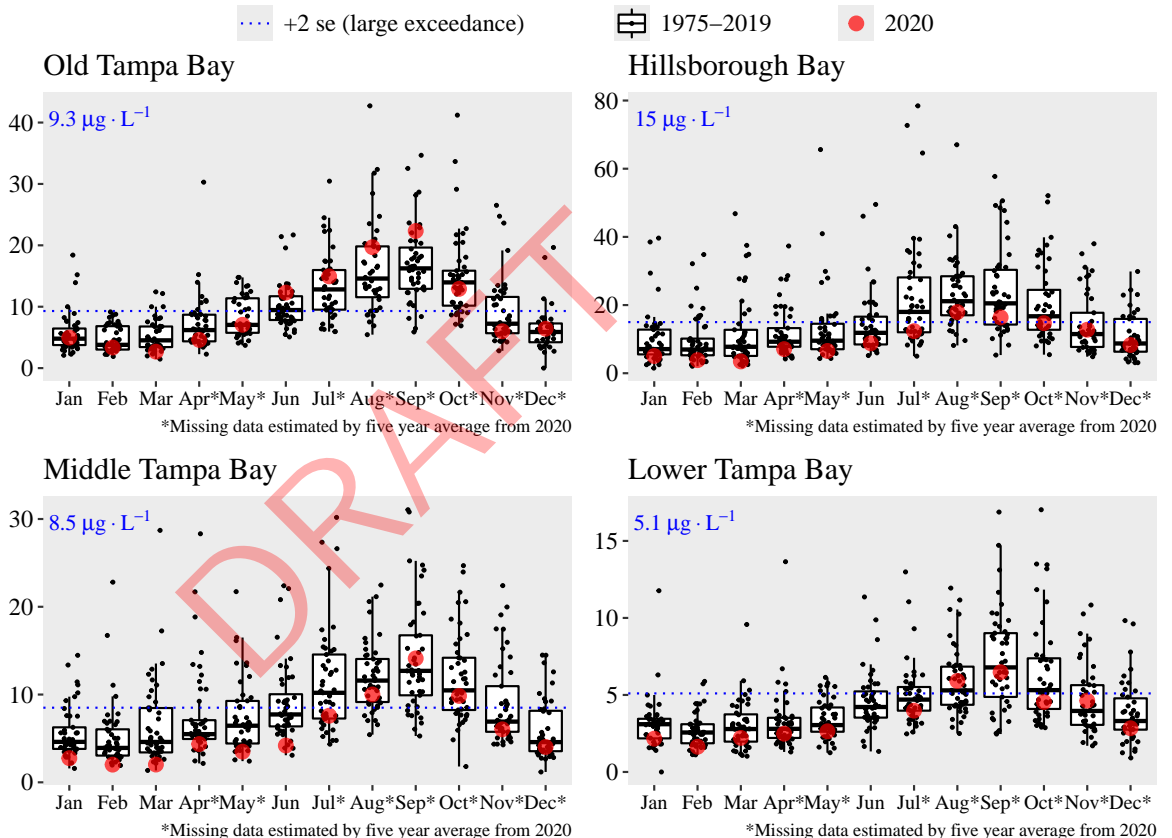 +2 se (large exceedance) 1975–2019 2020
Old Tampa Bay
9.3 μg · L⁻¹
40
30
20
10
0
Jan Feb Mar Apr* May* Jun Jul* Aug* Sep* Oct* Nov* Dec*
*Missing data estimated by five year average from 2020
Hillsborough Bay
15 μg · L⁻¹
80
60
40
20
0
Jan Feb Mar Apr* May* Jun Jul* Aug* Sep* Oct* Nov* Dec*
*Missing data estimated by five year average from 2020
DRAFT
Middle Tampa Bay
8.5 μg · L⁻¹
30
20
10
0
Jan Feb Mar Apr* May* Jun Jul* Aug* Sep* Oct* Nov* Dec*
*Missing data estimated by five year average from 2020
Lower Tampa Bay
5.1 μg · L⁻¹
15
10
5
0
Jan Feb Mar Apr* May* Jun Jul* Aug* Sep* Oct* Nov* Dec*
*Missing data estimated by five year average from 2020